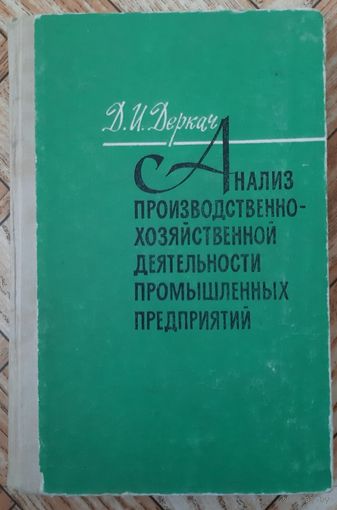 Д.И. Деркач
Анализ
производственно-
хозяйственной
деятельности
промышленных
предприятий